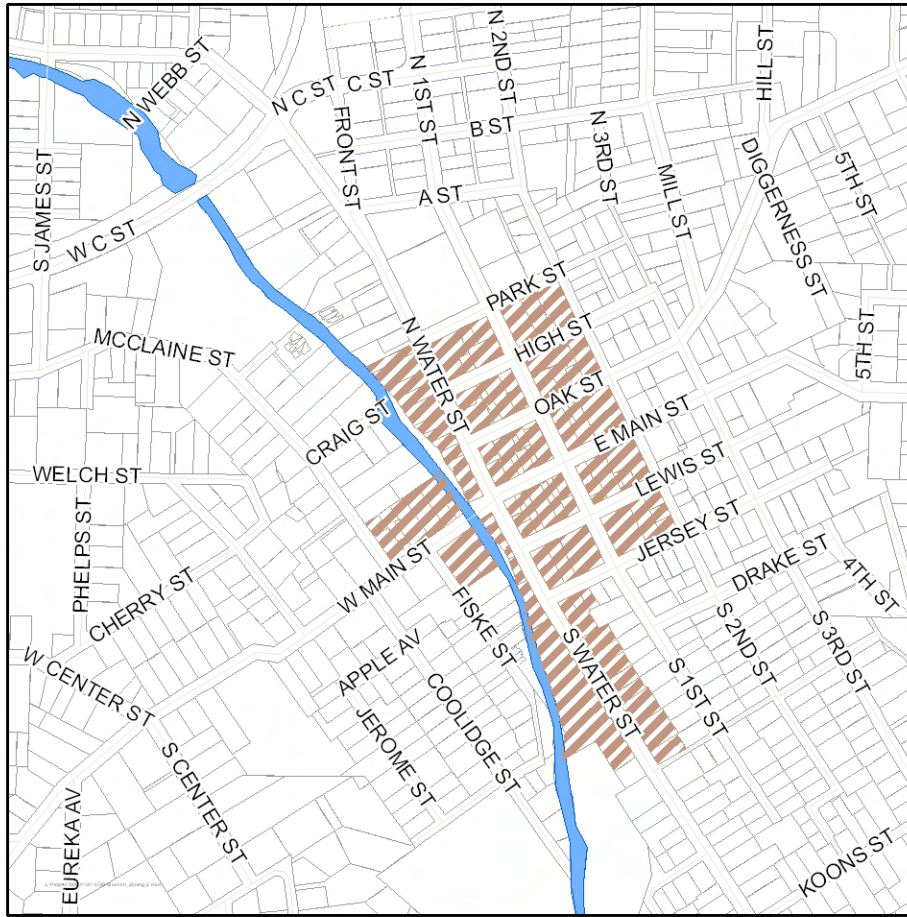 N WEBB ST
N C ST
C ST
N 1ST ST
N 2ND ST
HILL ST
FRONT ST
B ST
N 3RD ST
MILL ST
DIGGERNESS ST
5TH ST
S JAMES ST
W C ST
A ST
PARK ST
HIGH ST
MCCLAINE ST
N WATER ST
OAK ST
5TH ST
CRAIG ST
E MAIN ST
WELCH ST
LEWIS ST
PHELPS ST
JERSEY ST
CHERRY ST
W MAIN ST
DRAKE ST
4TH ST
FISKE ST
W CENTER ST
APPLE AV
S WATER ST
S 1ST ST
S 2ND ST
S 3RD ST
COOLIDGE ST
JEROME ST
S CENTER ST
EUREKA AV
KOONS ST